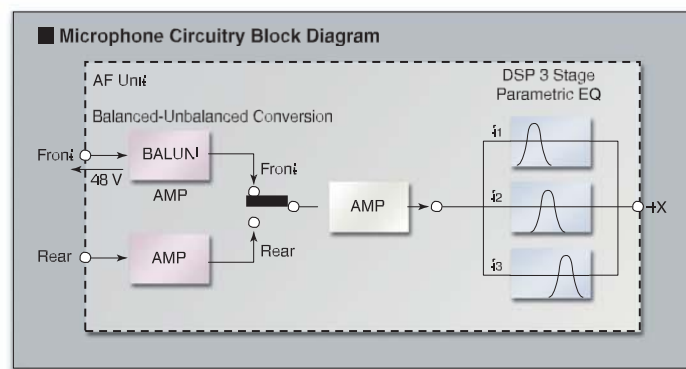 Microphone Circuitry Block Diagram
AF Unit
DSP 3 Stage
Parametric EQ
Balanced-Unbalanced Conversion
Front
48 V
BALUN
AMP
Front
Rear
AMP
Rear
AMP
f1
f2
f3
TX